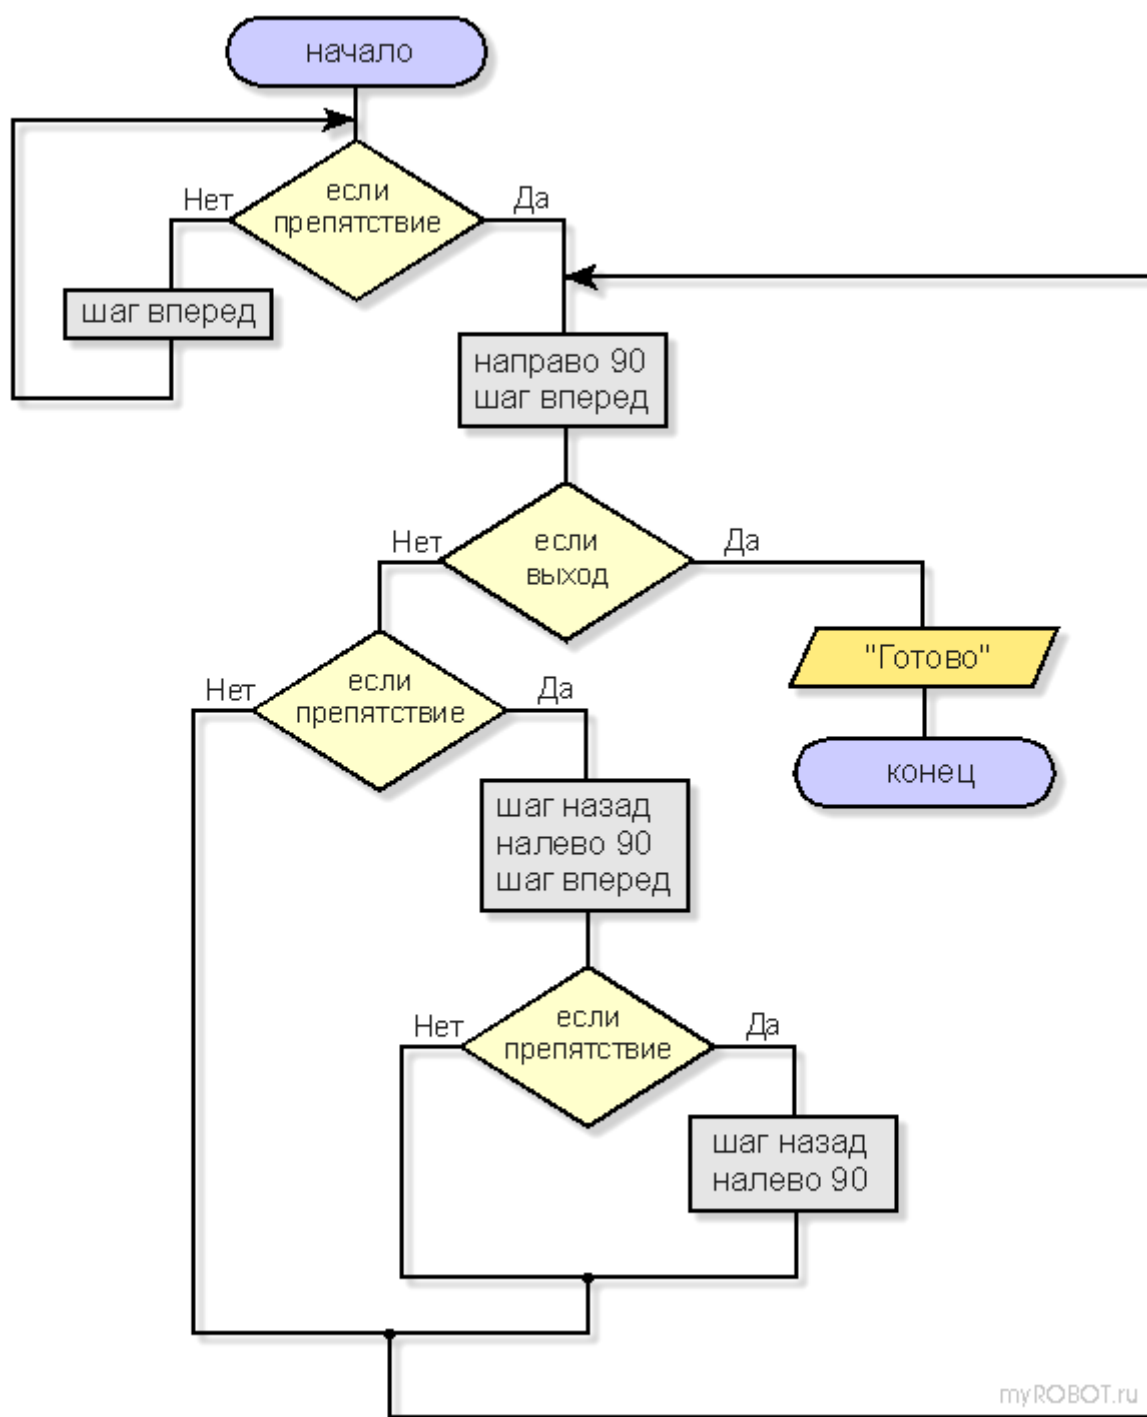 начало
если
препятствие
Нет
Да
шаг вперед
направо 90
шаг вперед
если
выход
Нет
Да
"Готово"
конец
если
препятствие
Нет
Да
шаг назад
налево 90
шаг вперед
если
препятствие
Нет
Да
шаг назад
налево 90
myROBOT.ru